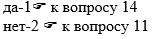 да-1☞ к вопросу 14
нет-2 ☞ к вопросу 11